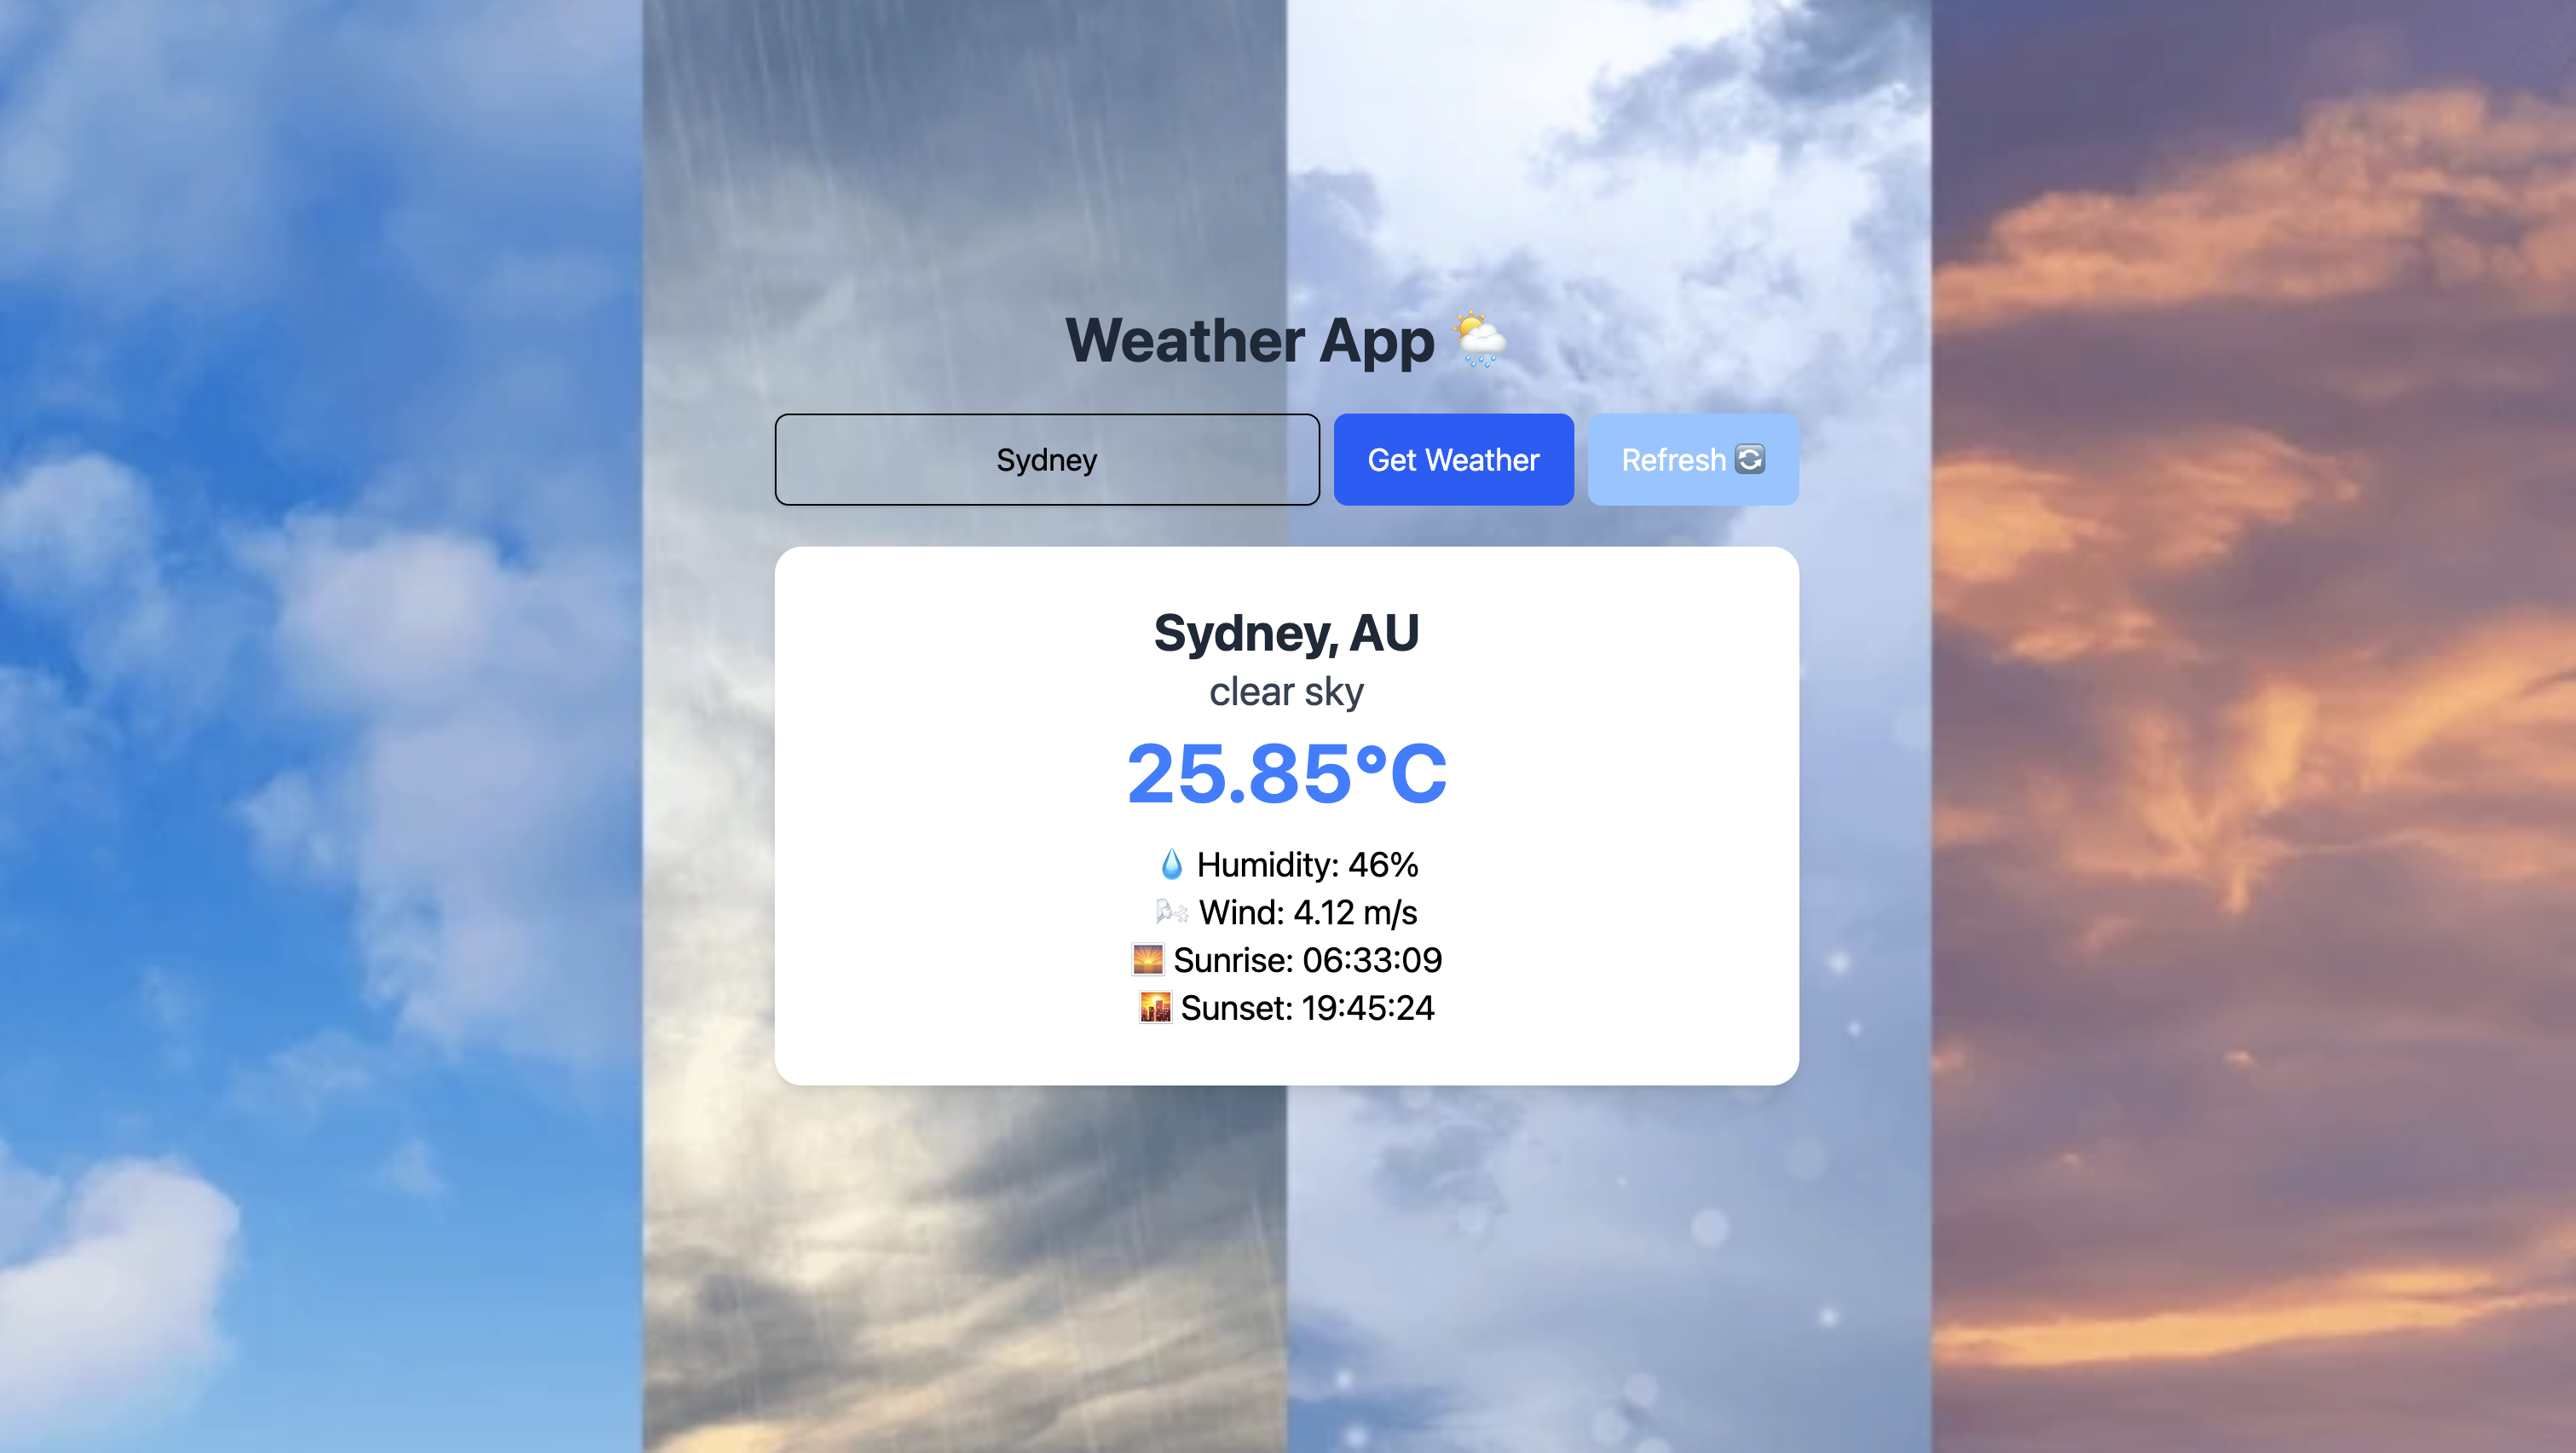 Weather App 🌦️
Sydney
Get Weather
Refresh 🔄
Sydney, AU
clear sky
25.85°C
💧 Humidity: 46%
🌬️ Wind: 4.12 m/s
🌅 Sunrise: 06:33:09
🌇 Sunset: 19:45:24